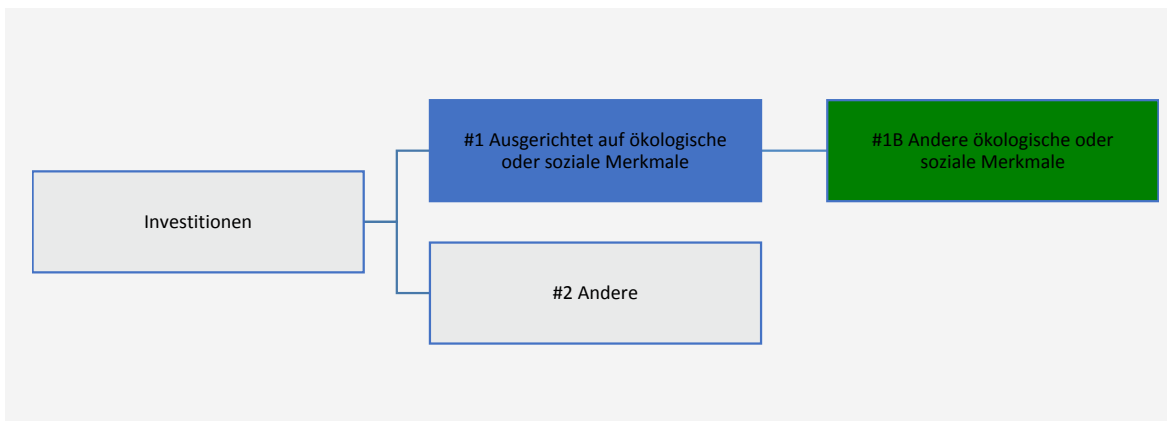 #1 Ausgerichtet auf ökologische
oder soziale Merkmale
#1B Andere ökologische oder
soziale Merkmale
Investitionen
#2 Andere